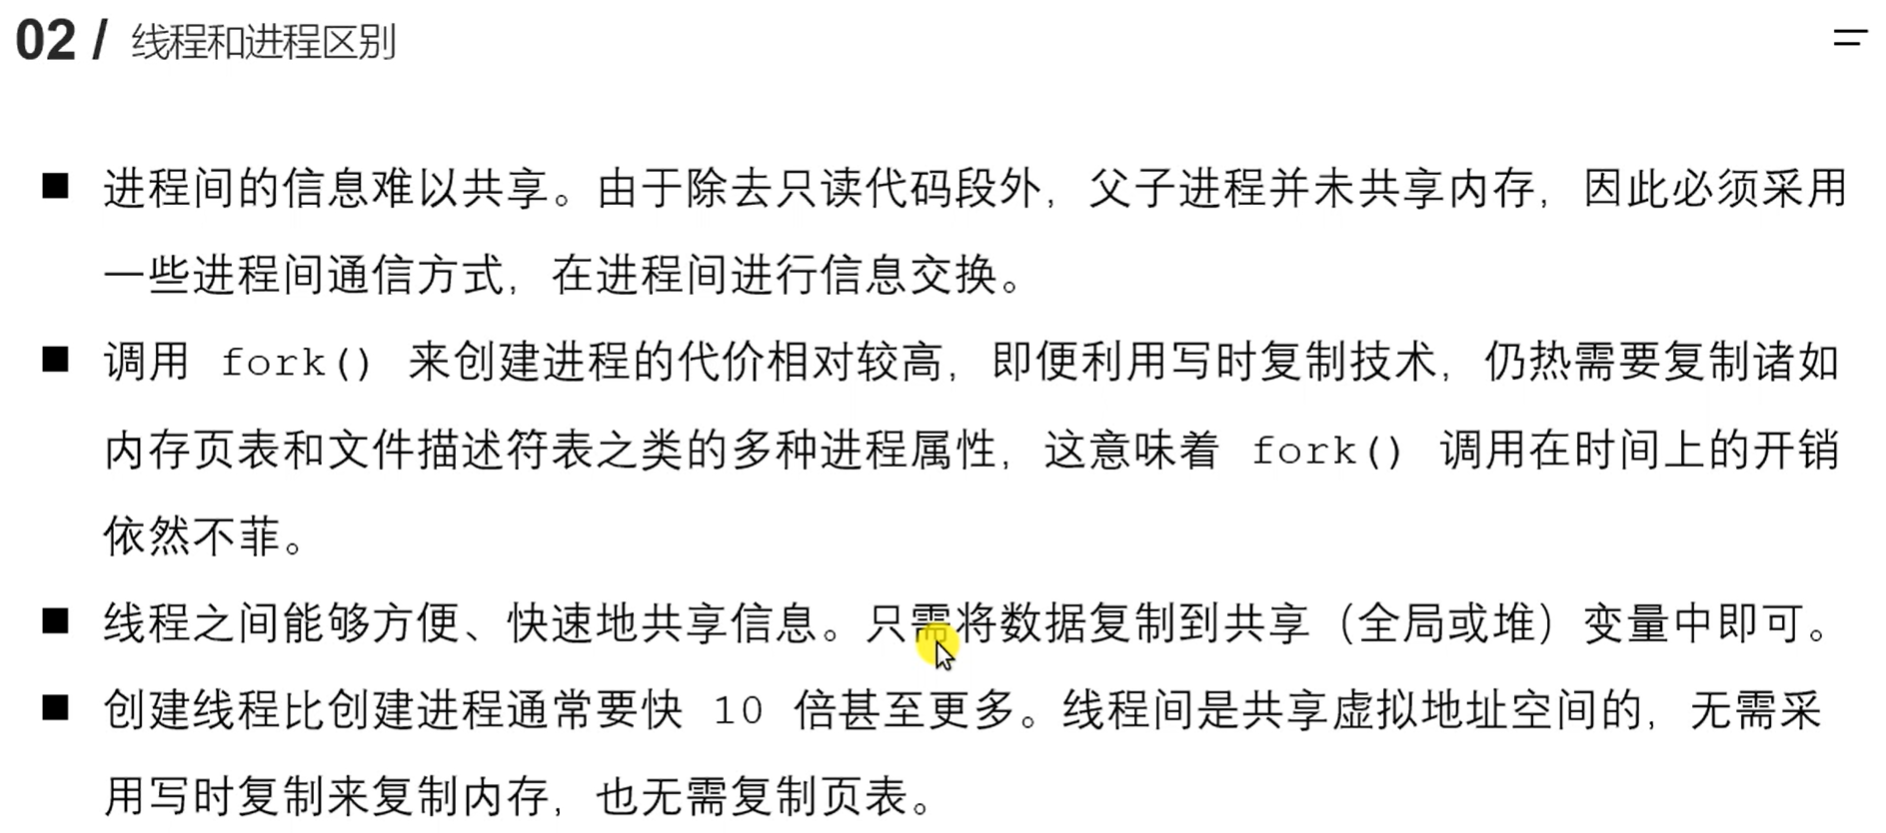 02 / 线程和进程区别
■ 进程间的信息难以共享。由于除去只读代码段外，父子进程并未共享内存，因此必须采用
一些进程间通信方式，在进程间进行信息交换。
■ 调用 fork() 来创建进程的代价相对较高，即便利用写时复制技术，仍热需要复制诸如
内存页表和文件描述符表之类的多种进程属性，这意味着 fork() 调用在时间上的开销
依然不菲。
■ 线程之间能够方便、快速地共享信息。只需将数据复制到共享（全局或堆）变量中即可。
■ 创建线程比创建进程通常要快 10 倍甚至更多。线程间是共享虚拟地址空间的，无需采
用写时复制来复制内存，也无需复制页表。